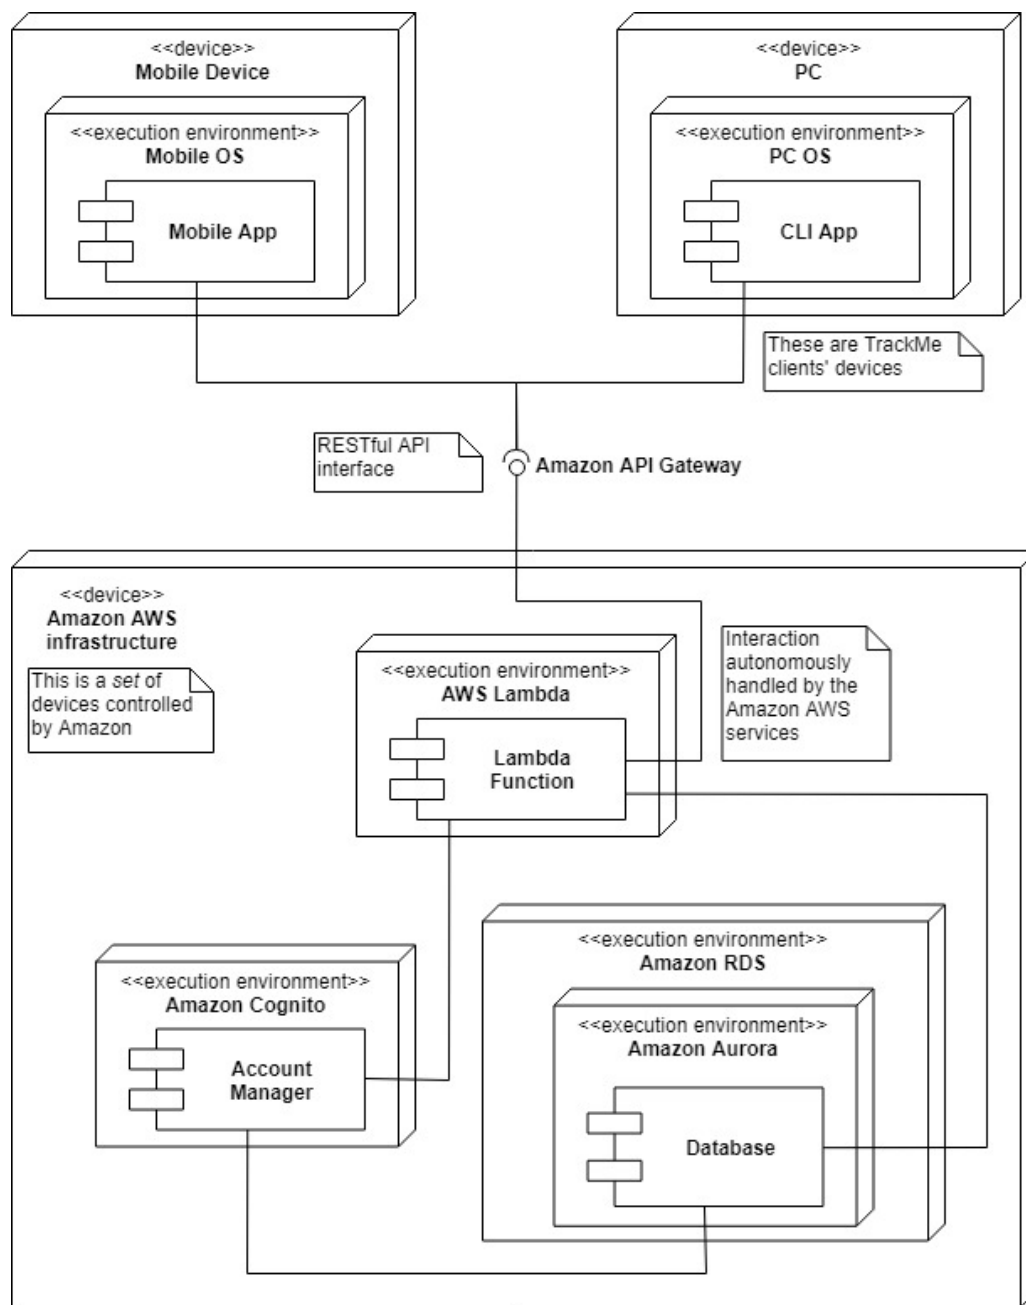 <<device>>
Mobile Device
<<execution environment>>
Mobile OS
Mobile App
<<device>>
PC
<<execution environment>>
PC OS
CLI App
These are TrackMe
clients' devices
RESTful API
interface
Amazon API Gateway
<<device>>
Amazon AWS
infrastructure
This is a set of
devices controlled
by Amazon
<<execution environment>>
AWS Lambda
Lambda
Function
Interaction
autonomously
handled by the
Amazon AWS
services
<<execution environment>>
Amazon Cognito
Account
Manager
<<execution environment>>
Amazon RDS
<<execution environment>>
Amazon Aurora
Database